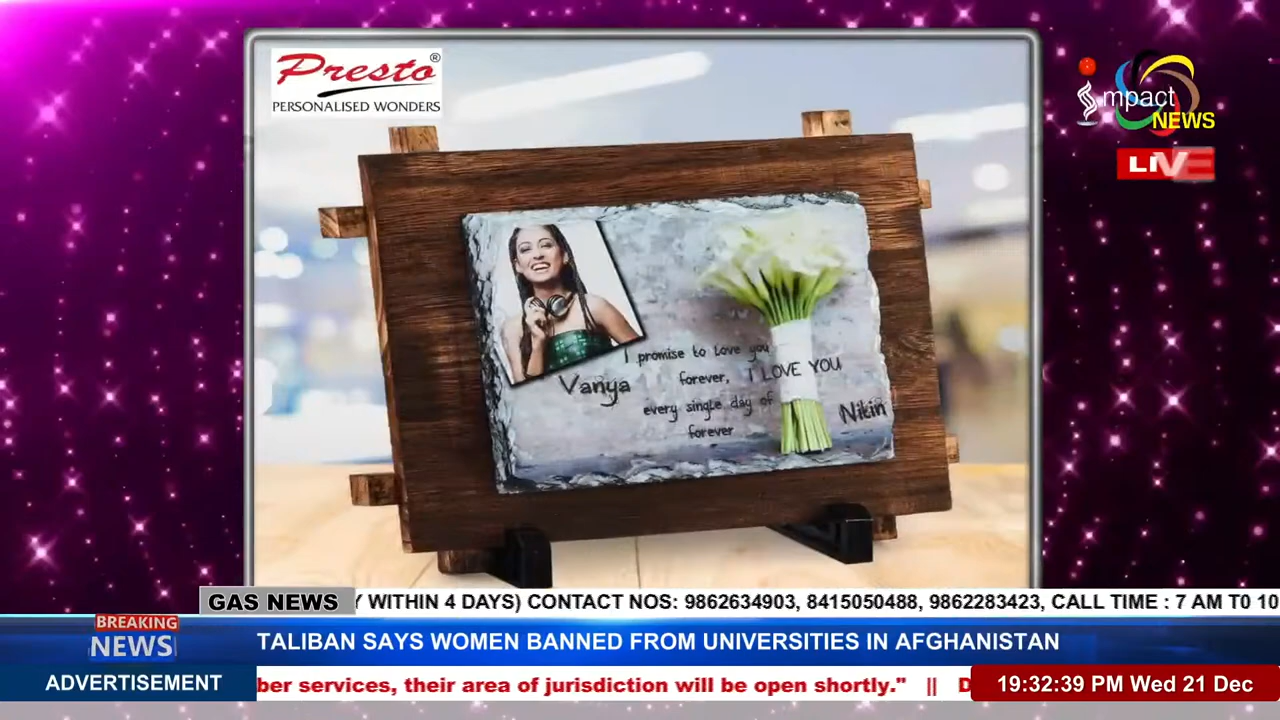 Presto®
PERSONALISED WONDERS
impact
NEWS
LIVE
I promise to love you
forever, I LOVE YOU
Vanya
every single day of
forever
Nikin
GAS NEWS
Y WITHIN 4 DAYS) CONTACT NOS: 9862634903, 8415050488, 9862283423, CALL TIME : 7 AM T0 10
BREAKING
NEWS
TALIBAN SAYS WOMEN BANNED FROM UNIVERSITIES IN AFGHANISTAN
ADVERTISEMENT
ber services, their area of jurisdiction will be open shortly." || D
19:32:39 PM Wed 21 Dec